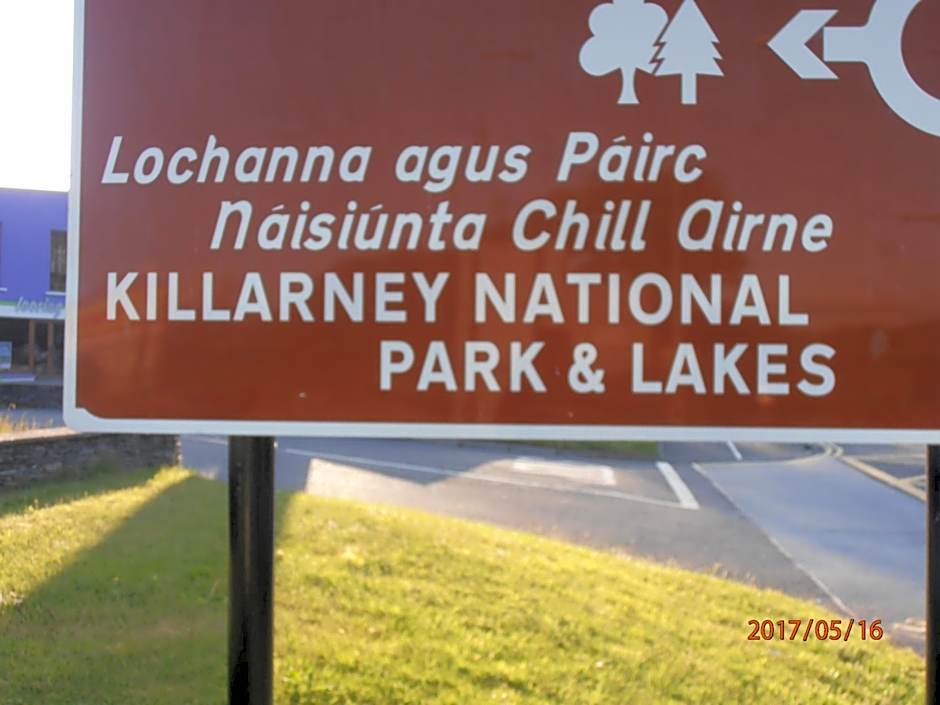 Lochanna agus Páirc
Náisiúnta Chill Airne
KILLARNEY NATIONAL
PARK & LAKES
2017/05/16